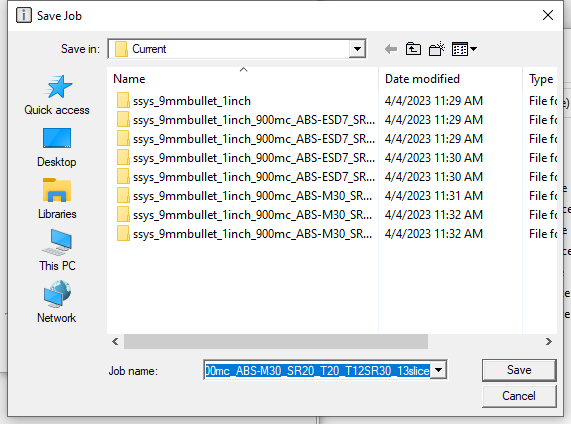 Save Job
Save in: Current
Name Date modified Type
ssys_9mmbullet_1inch 4/4/2023 11:29 AM File fo
ssys_9mmbullet_1inch_900mc_ABS-ESD7_SR... 4/4/2023 11:29 AM File fo
ssys_9mmbullet_1inch_900mc_ABS-ESD7_SR... 4/4/2023 11:29 AM File fo
ssys_9mmbullet_1inch_900mc_ABS-ESD7_SR... 4/4/2023 11:30 AM File fo
ssys_9mmbullet_1inch_900mc_ABS-ESD7_SR... 4/4/2023 11:30 AM File fo
ssys_9mmbullet_1inch_900mc_ABS-M30_SR... 4/4/2023 11:31 AM File fo
ssys_9mmbullet_1inch_900mc_ABS-M30_SR... 4/4/2023 11:32 AM File fo
ssys_9mmbullet_1inch_900mc_ABS-M30_SR... 4/4/2023 11:32 AM File fo
Quick access
Desktop
Libraries
This PC
Network
Job name: 00mc_ABS-M30_SR20_T20_T12SR30_13slice
Save
Cancel